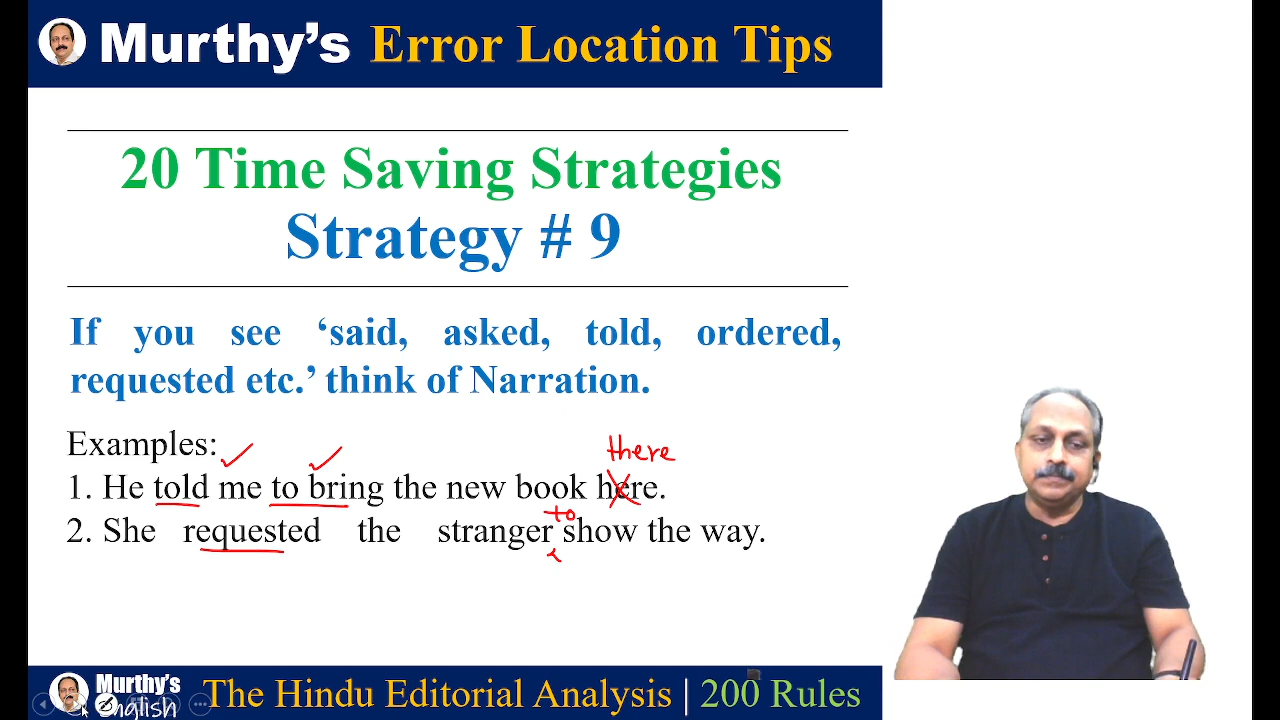 Murthy's Error Location Tips
20 Time Saving Strategies
Strategy # 9
If you see ‘said, asked, told, ordered,
requested etc.’ think of Narration.
Examples:
there
1. He told me to bring the new book here.
to
2. She requested the stranger show the way.
Murthy's
English
The Hindu Editorial Analysis | 200 Rules